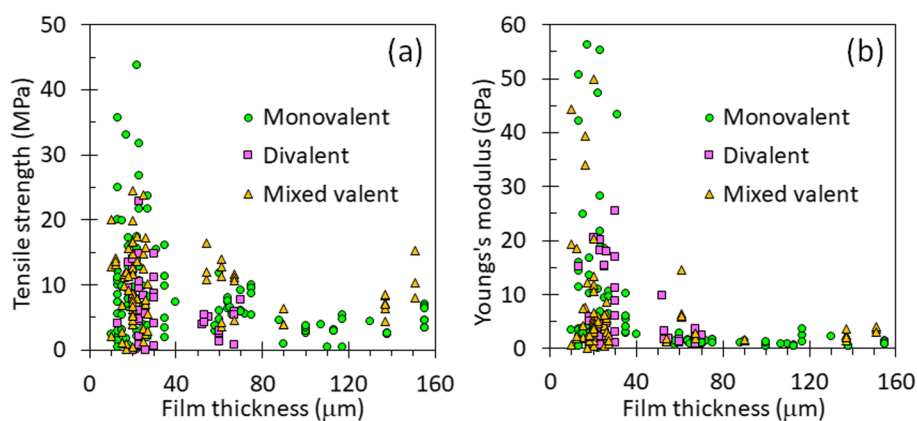 (a)
Tensile strength (MPa)
50
40
30
20
10
0
Monovalent
Divalent
Mixed valent
0 40 80 120 160
Film thickness (μm)
(b)
Youngs's modulus (GPa)
60
50
40
30
20
10
0
Monovalent
Divalent
Mixed valent
0 40 80 120 160
Film thickness (μm)